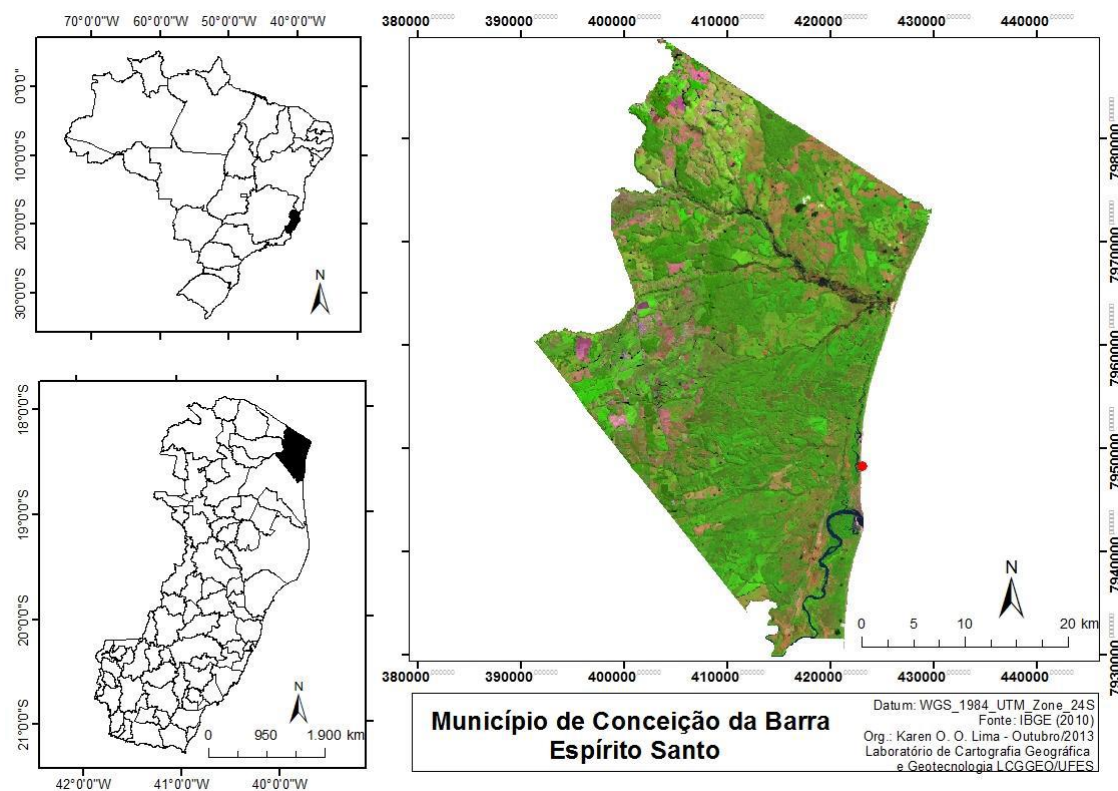 70°0'0"W 60°0'0"W 50°0'0"W 40°0'0"W
0°0'0"
10°0'0"S
20°0'0"S
30°0'0"S
N
18°0'0"S
19°0'0"S
20°0'0"S
21°0'0"S
N
0 950 1.900 km
42°0'0"W 41°0'0"W 40°0'0"W
380000 390000 400000 410000 420000 430000 440000
7980000
7970000
7960000
7950000
7940000
7930000
N
0 5 10 20 km
380000 390000 400000 410000 420000 430000 440000
Município de Conceição da Barra
Espírito Santo
Datum: WGS_1984_UTM_Zone_24S
Fonte: IBGE (2010)
Org.: Karen O. O. Lima - Outubro/2013
Laboratório de Cartografia Geográfica
e Geotecnologia LCGGEO/UFES